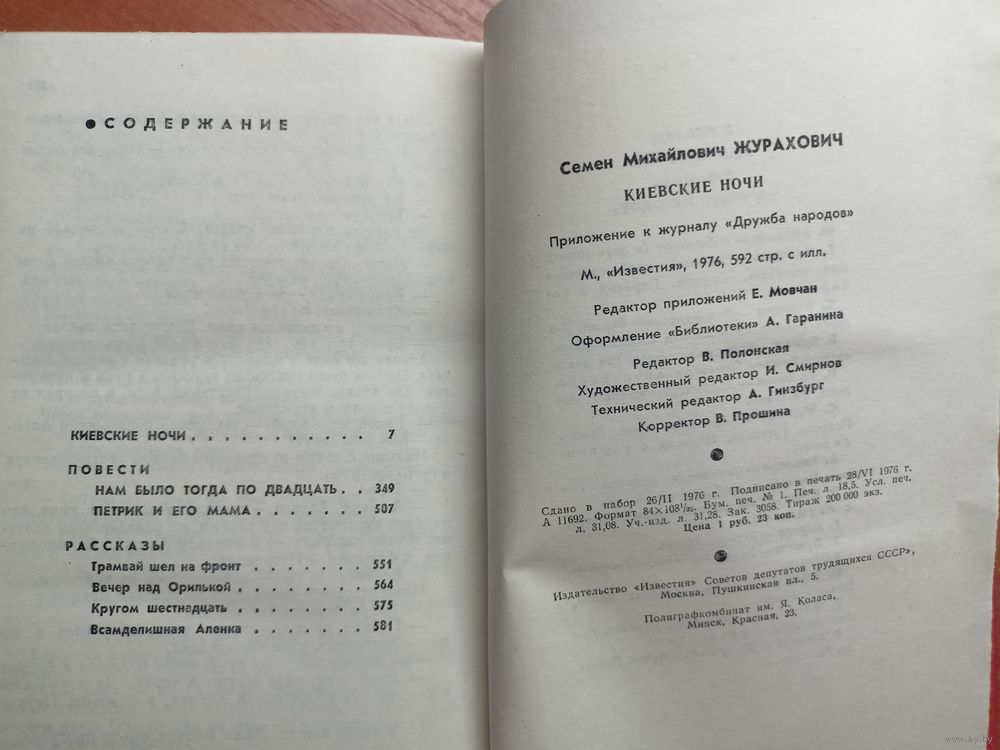 ● СОДЕРЖАНИЕ
КИЕВСКИЕ НОЧИ . . . . . . . . . . . 7
ПОВЕСТИ
НАМ БЫЛО ТОГДА ПО ДВАДЦАТЬ . . 349
ПЕТРИК И ЕГО МАМА . . . . . . . 507
РАССКАЗЫ
Трамвай шел на фронт . . . . . . . 551
Вечер над Орилькой . . . . . . . . 564
Кругом шестнадцать . . . . . . . . 575
Всамделишная Аленка . . . . . . . 581
Семен Михайлович ЖУРАХОВИЧ
КИЕВСКИЕ НОЧИ
Приложение к журналу «Дружба народов»
М., «Известия», 1976, 592 стр. с илл.
Редактор приложений Е. Мовчан
Оформление «Библиотеки» А. Гаранина
Редактор В. Полонская
Художественный редактор И. Смирнов
Технический редактор А. Гинзбург
Корректор В. Прошина
Сдано в набор 26/II 1976 г. Подписано в печать 28/VI 1976 г.
А 11692. Формат 84×108¹/₃₂. Бум. печ. № 1. Печ. л. 18,5. Усл. печ.
л. 31,08. Уч.-изд. л. 31,28. Зак. 3058. Тираж 200 000 экз.
Цена 1 руб. 23 коп.
Издательство «Известия» Советов депутатов трудящихся СССР»,
Москва, Пушкинская пл., 5.
Полиграфкомбинат им. Я. Коласа,
Минск, Красная, 23.
www.ay.by